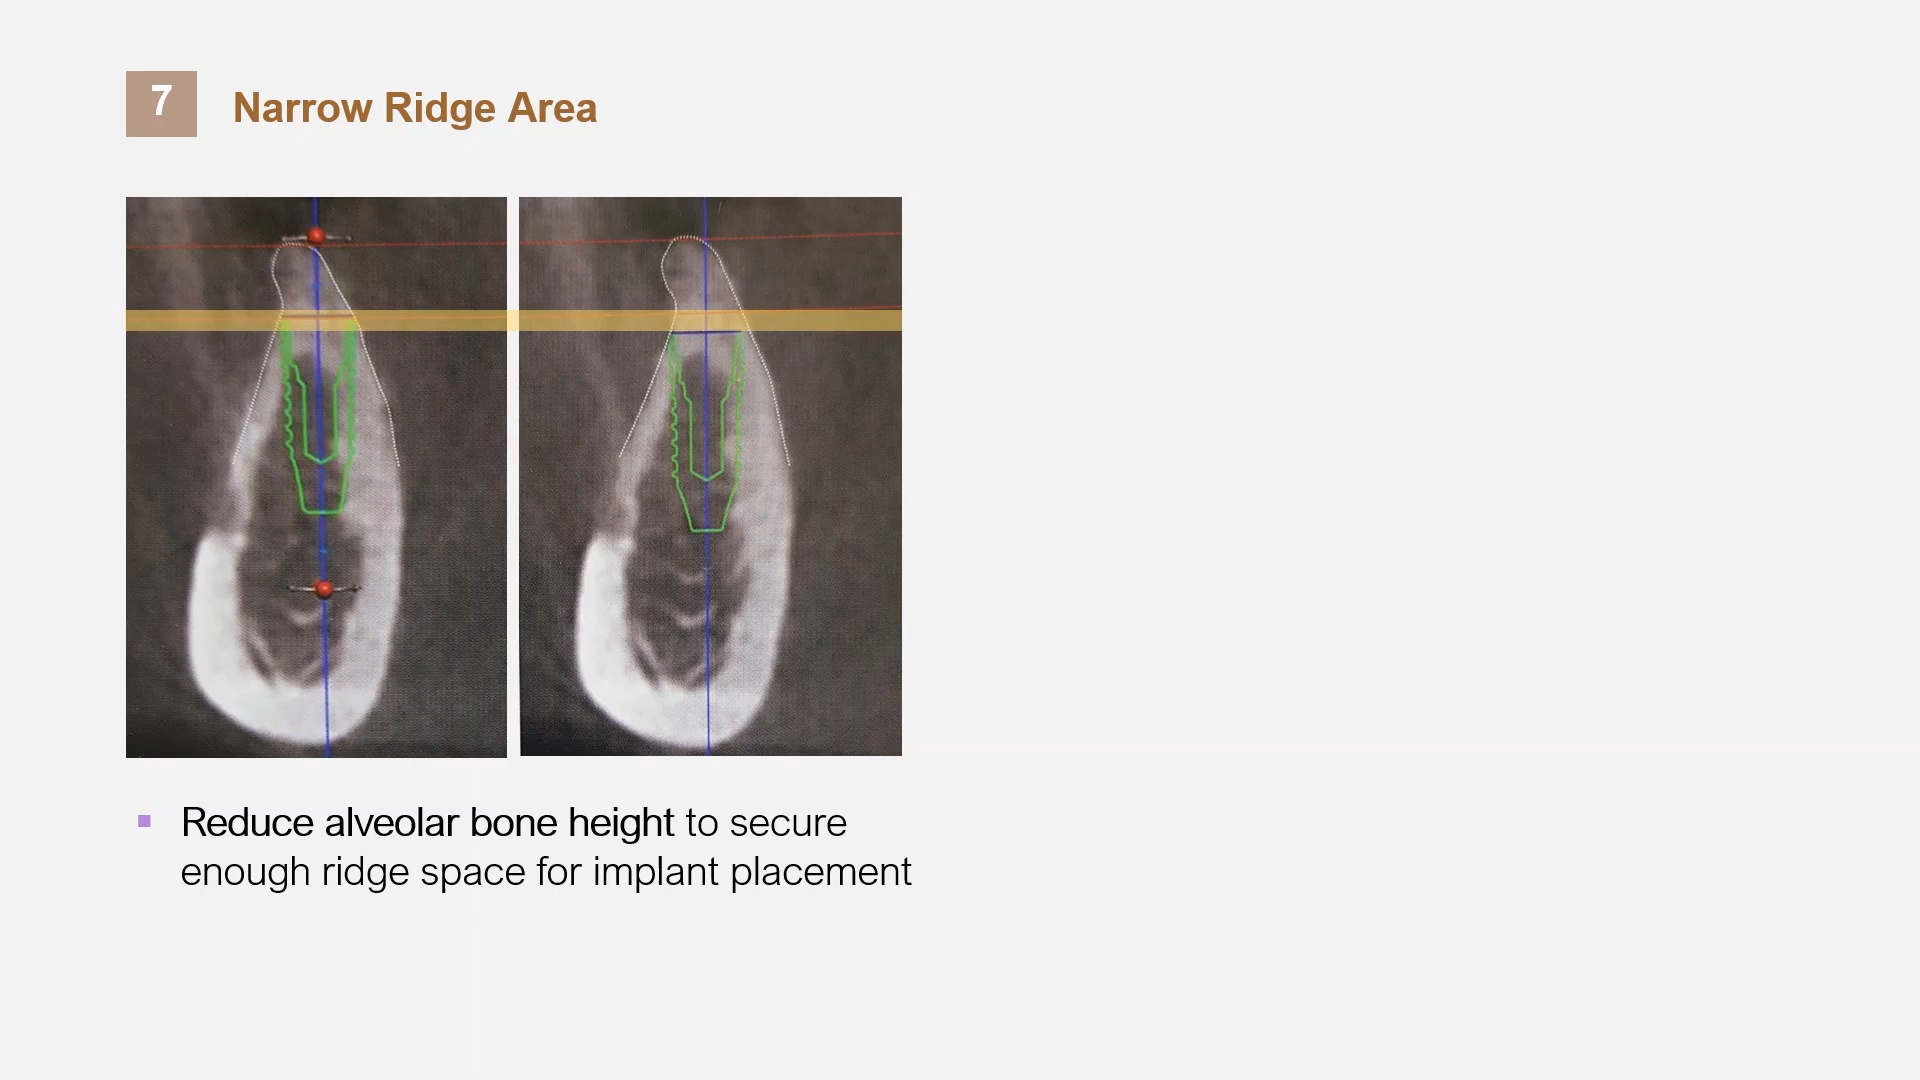 7
Narrow Ridge Area
Reduce alveolar bone height to secure
enough ridge space for implant placement